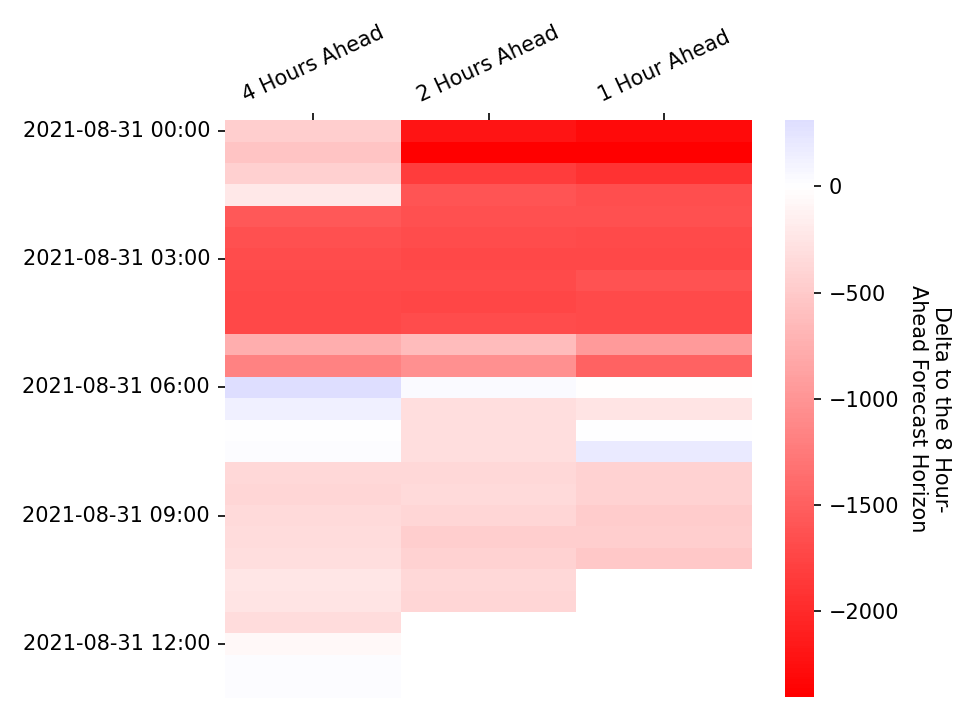 4 Hours Ahead
2 Hours Ahead
1 Hour Ahead
2021-08-31 00:00
2021-08-31 03:00
2021-08-31 06:00
2021-08-31 09:00
2021-08-31 12:00
0
−500
−1000
−1500
−2000
Delta to the 8 Hour-
Ahead Forecast Horizon